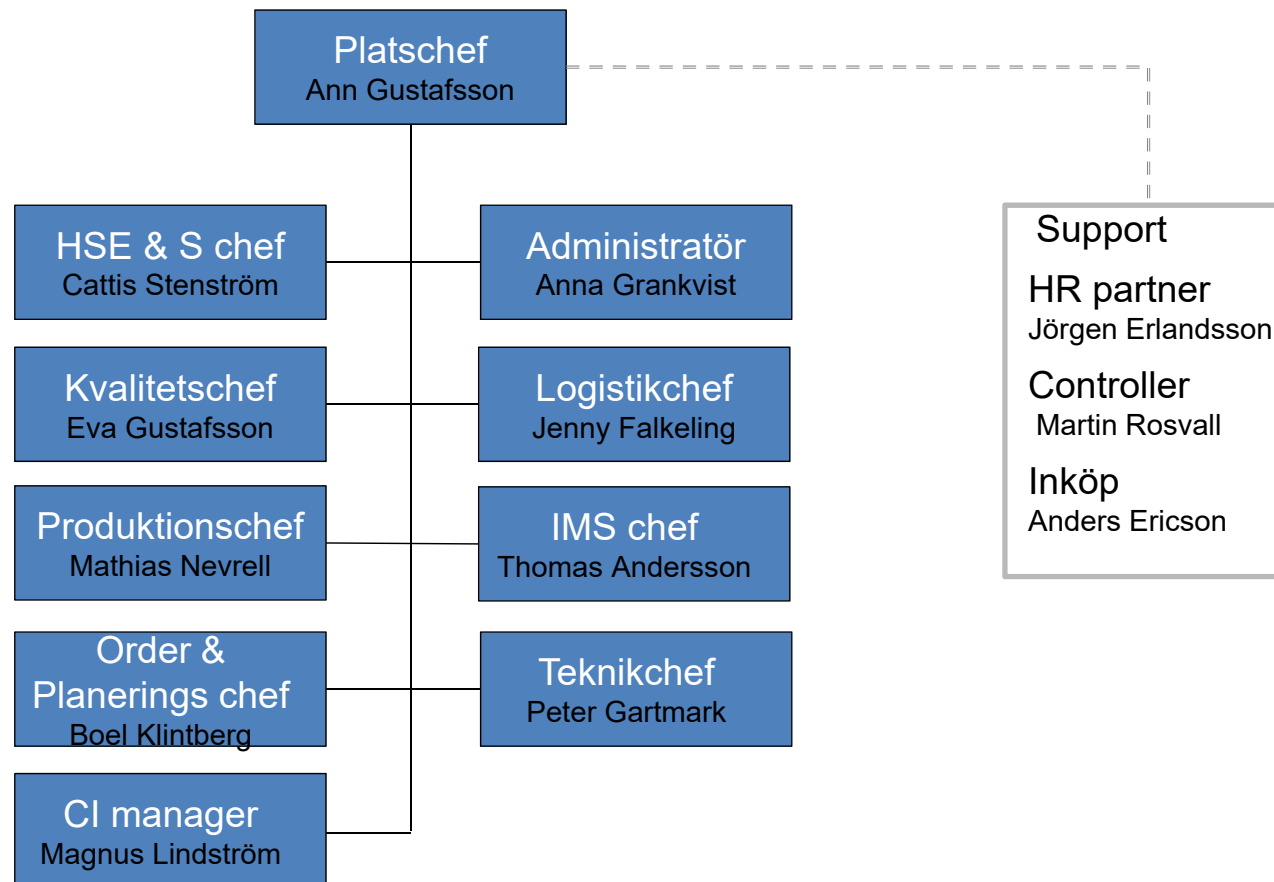 Platschef
Ann Gustafsson
HSE & S chef
Cattis Stenström
Administratör
Anna Grankvist
Kvalitetschef
Eva Gustafsson
Logistikchef
Jenny Falkeling
Produktionschef
Mathias Nevrell
IMS chef
Thomas Andersson
Order &
Planerings chef
Boel Klintberg
Teknikchef
Peter Gartmark
CI manager
Magnus Lindström
Support
HR partner
Jörgen Erlandsson
Controller
Martin Rosvall
Inköp
Anders Ericson